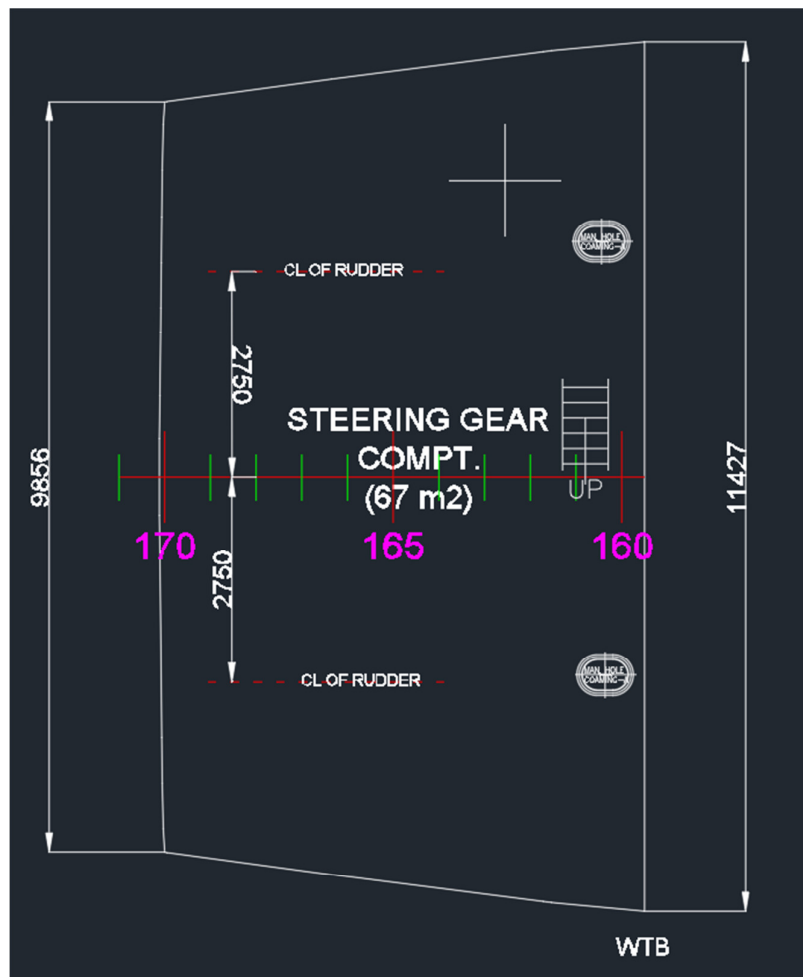 MAN HOLE
COAMING-A
CL OF RUDDER
2750
STEERING GEAR
COMPT.
(67 m2)
9856
11427
UP
170
165
160
2750
MAN HOLE
COAMING-A
CL OF RUDDER
WTB